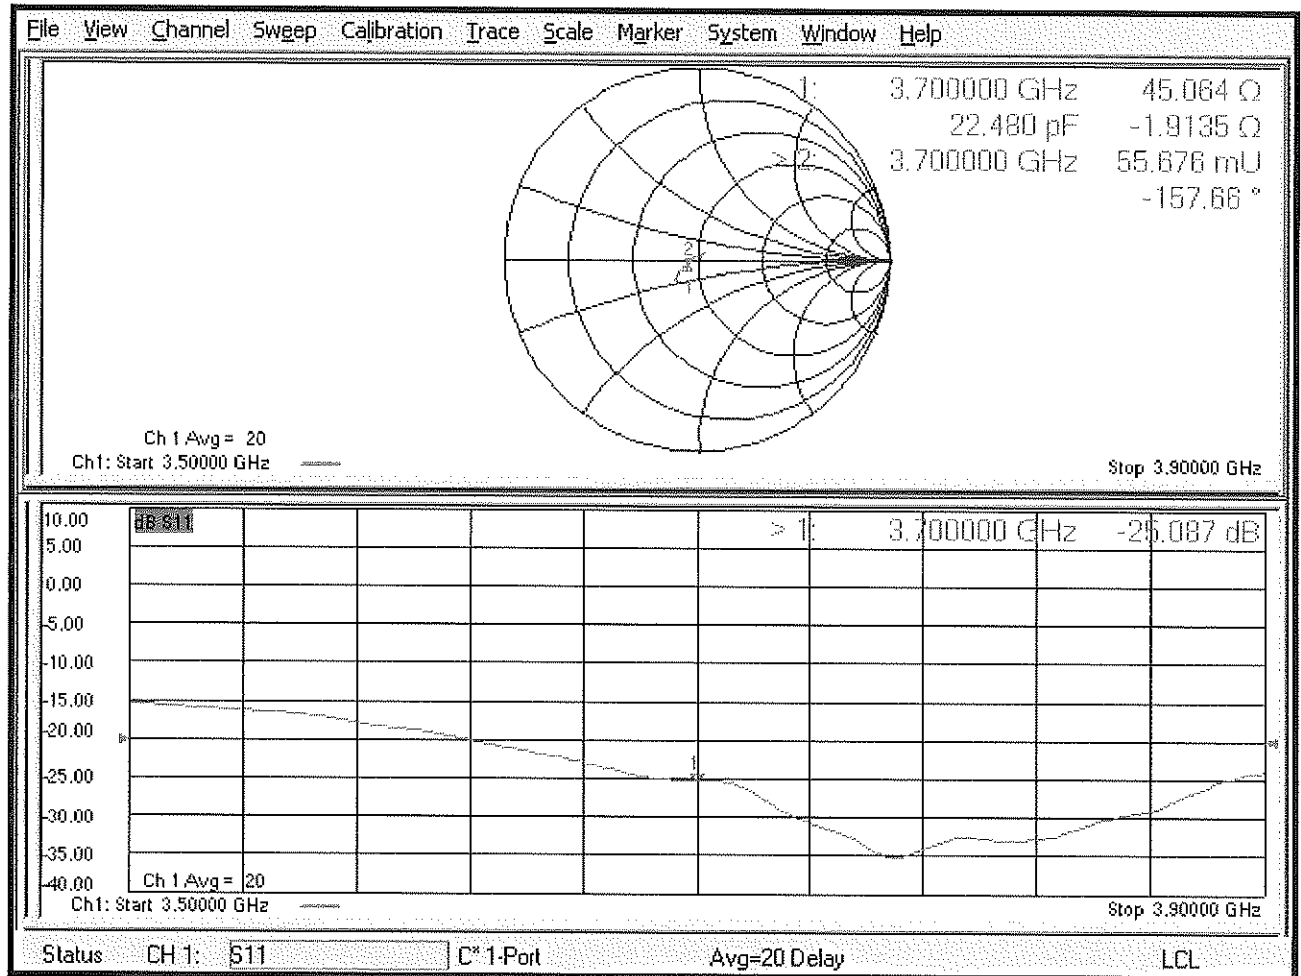 File View Channel Sweep Calibration Trace Scale Marker System Window Help
1: 3.700000 GHz 45.064 Ω
22.480 pF -1.9135 Ω
> 2: 3.700000 GHz 55.676 mU
-157.66 °
2
1
Ch 1 Avg = 20
Ch1: Start 3.50000 GHz
Stop 3.90000 GHz
10.00
dB S11
> 1: 3.700000 GHz -25.087 dB
5.00
0.00
-5.00
-10.00
-15.00
-20.00
1
-25.00
-30.00
-35.00
-40.00
Ch 1 Avg = 20
Ch1: Start 3.50000 GHz
Stop 3.90000 GHz
Status CH 1: S11 C* 1-Port Avg=20 Delay LCL